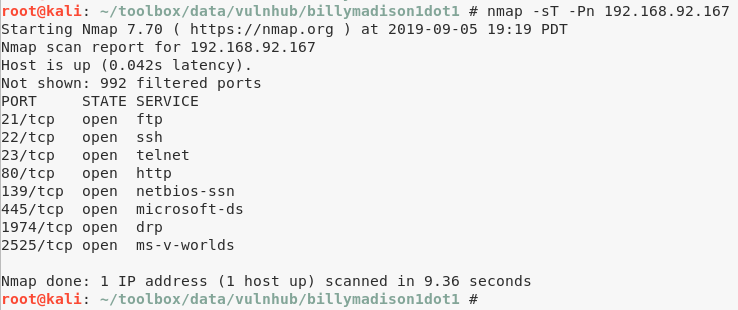 root@kali: ~/toolbox/data/vulnhub/billymadison1dot1 # nmap -sT -Pn 192.168.92.167
Starting Nmap 7.70 ( https://nmap.org ) at 2019-09-05 19:19 PDT
Nmap scan report for 192.168.92.167
Host is up (0.042s latency).
Not shown: 992 filtered ports
PORT     STATE SERVICE
21/tcp   open  ftp
22/tcp   open  ssh
23/tcp   open  telnet
80/tcp   open  http
139/tcp  open  netbios-ssn
445/tcp  open  microsoft-ds
1974/tcp open  drp
2525/tcp open  ms-v-worlds
Nmap done: 1 IP address (1 host up) scanned in 9.36 seconds
root@kali: ~/toolbox/data/vulnhub/billymadison1dot1 #